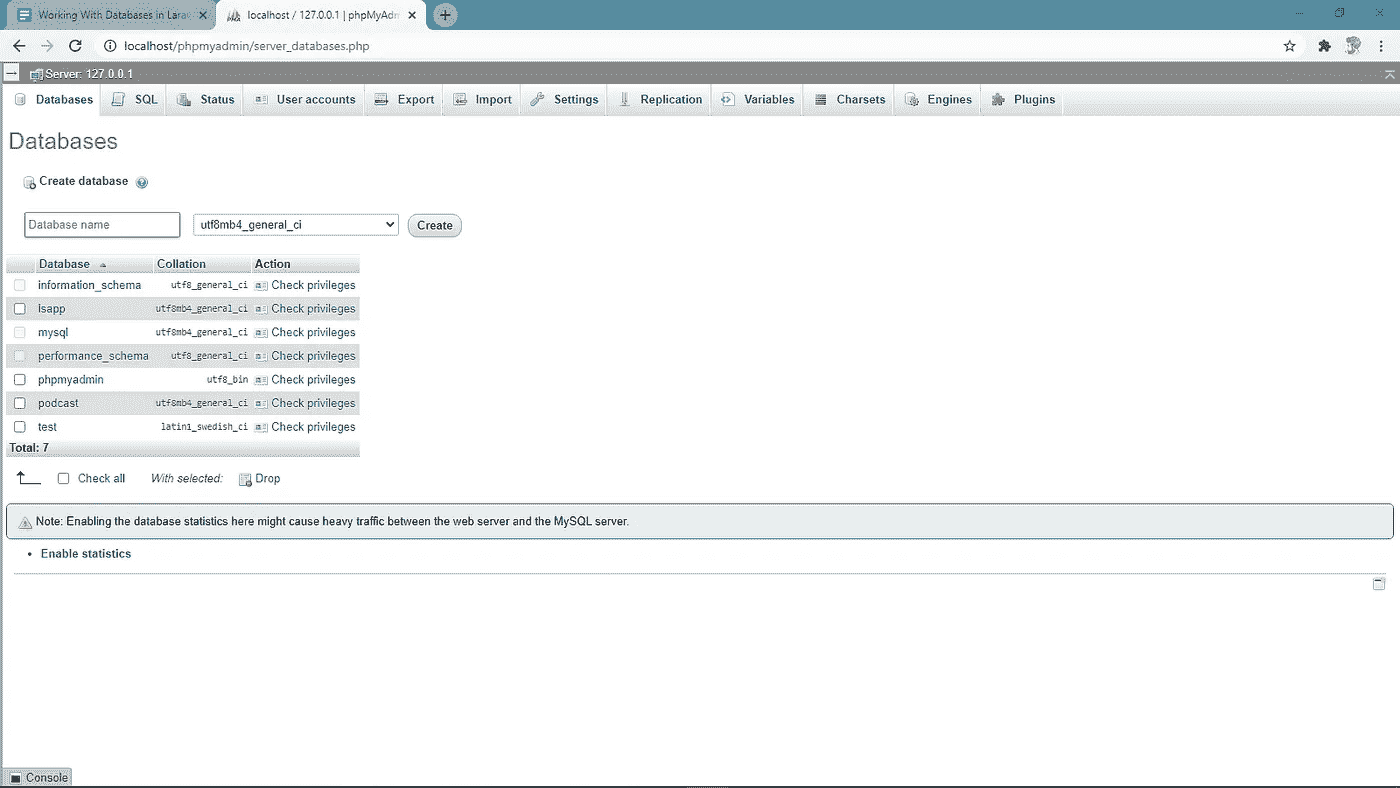 Working With Databases in Lara
localhost / 127.0.0.1 | phpMyAdm
localhost/phpmyadmin/server_databases.php
Server: 127.0.0.1
Databases SQL Status User accounts Export Import Settings Replication Variables Charsets Engines Plugins
Databases
Create database
Database name utf8mb4_general_ci Create
Database Collation Action
information_schema utf8_general_ci Check privileges
lsapp utf8mb4_general_ci Check privileges
mysql utf8mb4_general_ci Check privileges
performance_schema utf8_general_ci Check privileges
phpmyadmin utf8_bin Check privileges
podcast utf8mb4_general_ci Check privileges
test latin1_swedish_ci Check privileges
Total: 7
Check all With selected: Drop
Note: Enabling the database statistics here might cause heavy traffic between the web server and the MySQL server.
• Enable statistics
Console